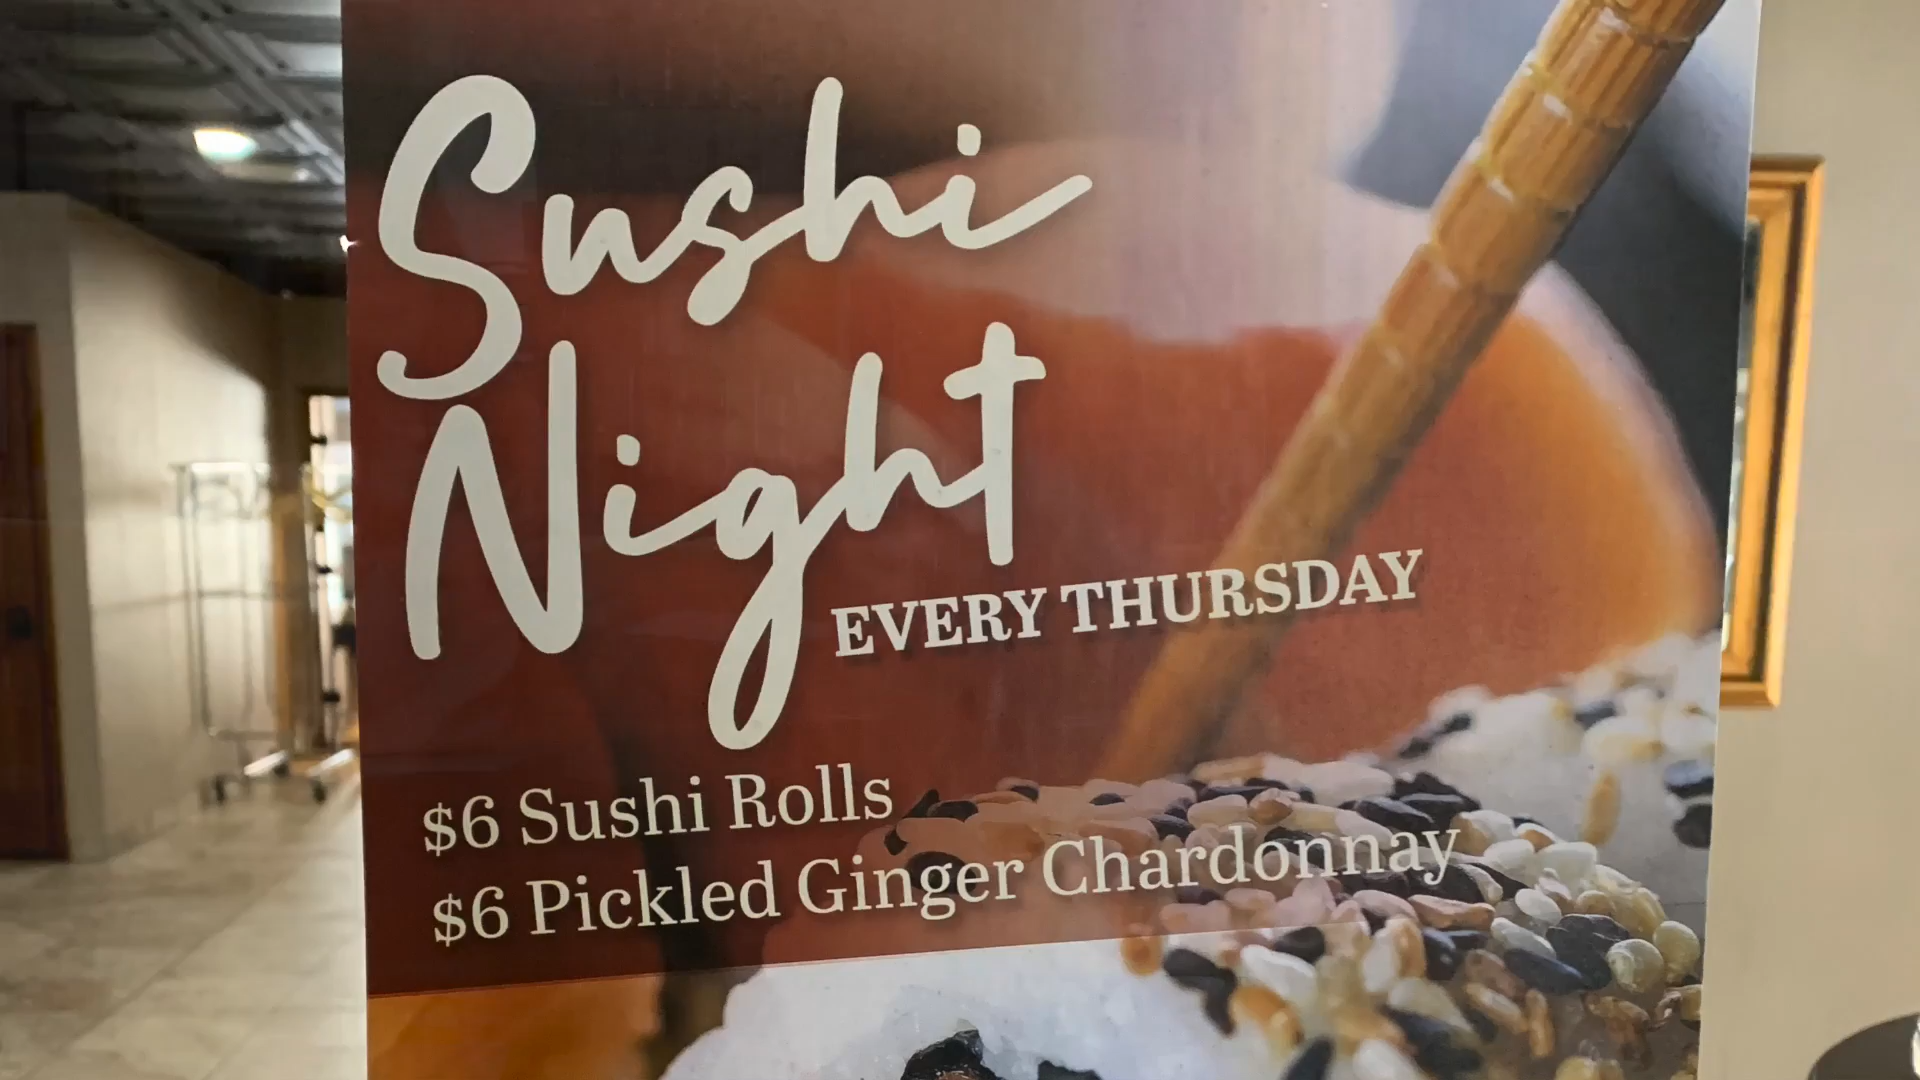 Sushi
Night
EVERY THURSDAY
$6 Sushi Rolls
$6 Pickled Ginger Chardonnay